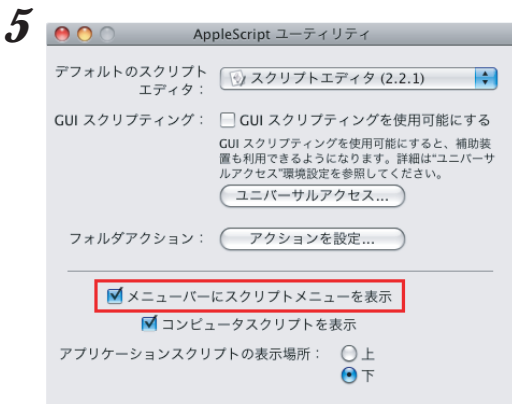 5
AppleScript ユーティリティ
デフォルトのスクリプト
エディタ：
スクリプトエディタ (2.2.1)
GUI スクリプティング：
GUI スクリプティングを使用可能にする
GUI スクリプティングを使用可能にすると、補助装
置も利用できるようになります。詳細は“ユニバーサ
ルアクセス”環境設定を参照してください。
ユニバーサルアクセス...
フォルダアクション：
アクションを設定...
メニューバーにスクリプトメニューを表示
コンピュータスクリプトを表示
アプリケーションスクリプトの表示場所：
上
下